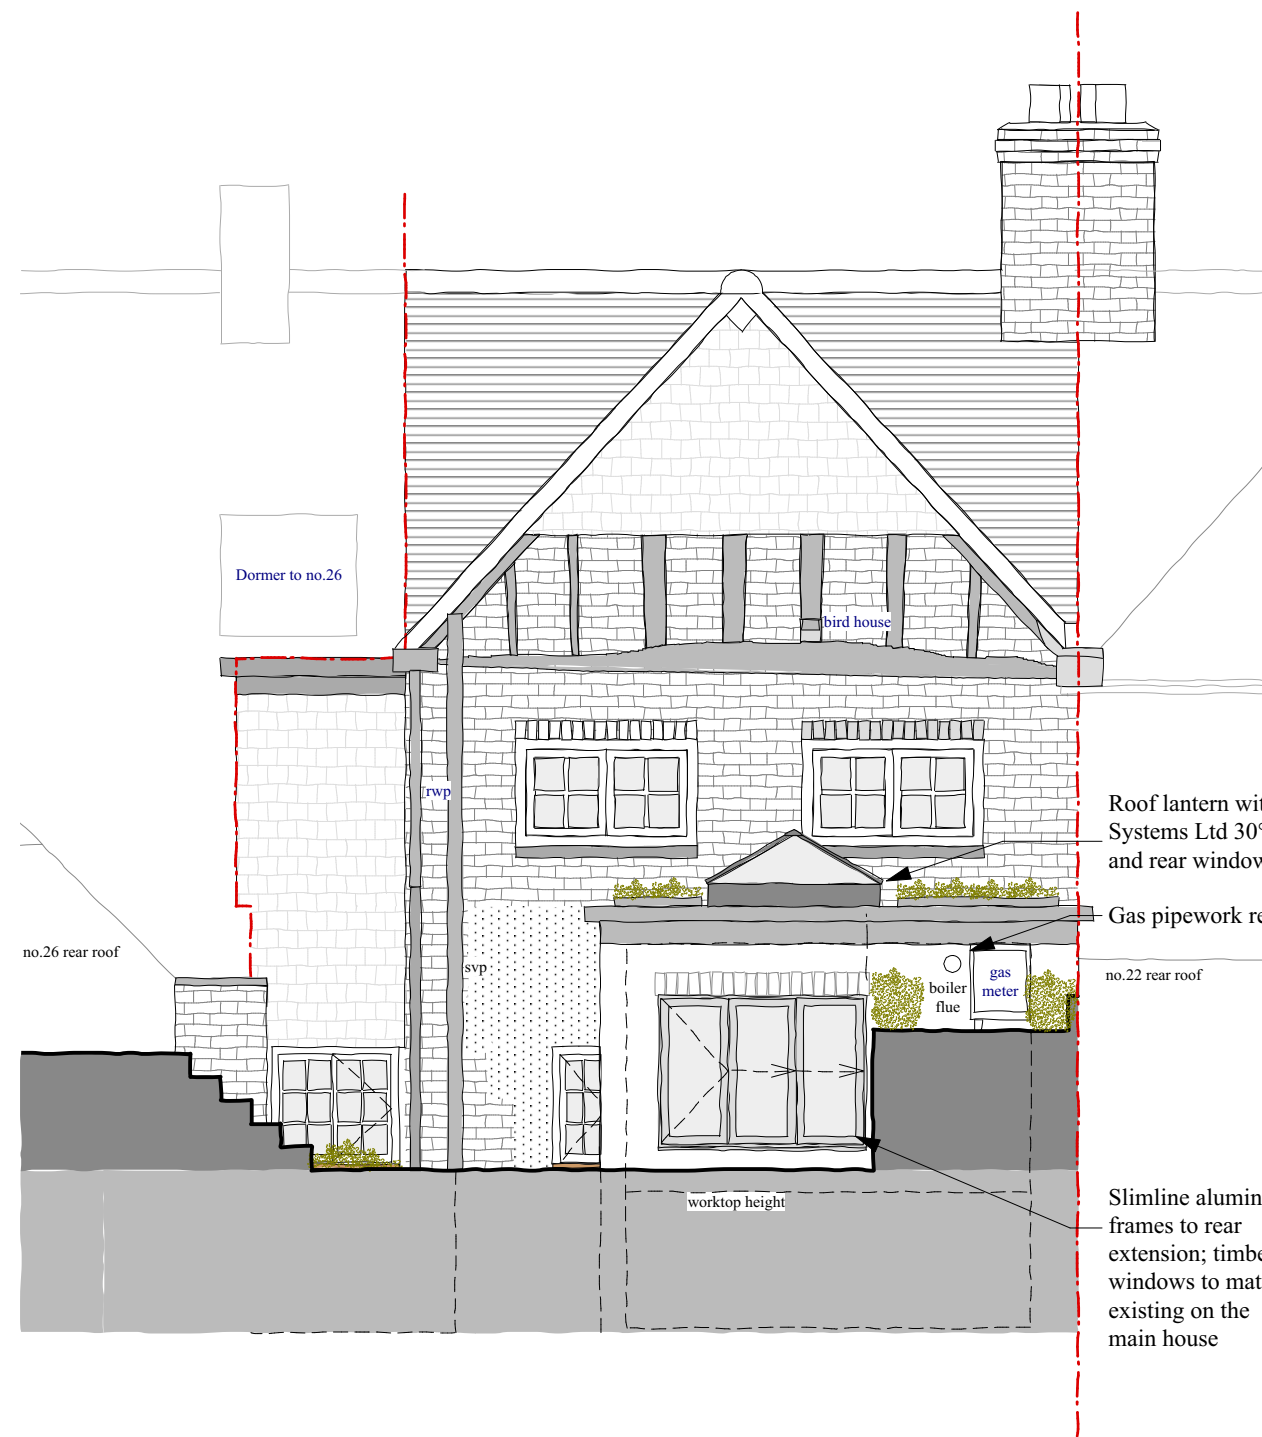 Dormer to no.26
bird house
rwp
Roof lantern wit
Systems Ltd 30°
and rear window
Gas pipework re
no.26 rear roof
svp
boiler
flue
gas
meter
no.22 rear roof
worktop height
Slimline alumin
frames to rear
extension; timbe
windows to mat
existing on the
main house